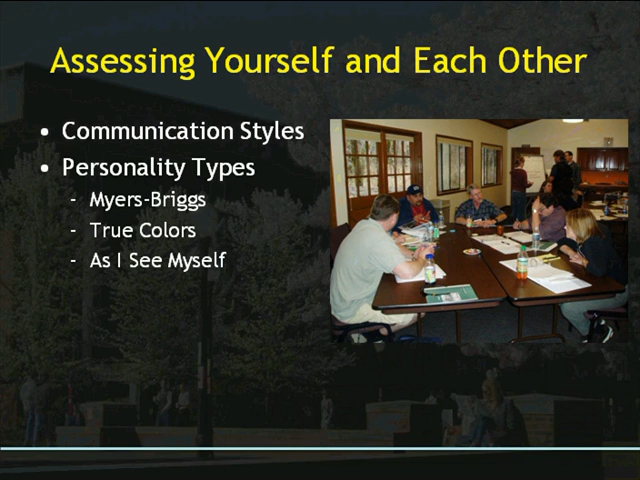 Assessing Yourself and Each Other
• Communication Styles
• Personality Types
- Myers-Briggs
- True Colors
- As I See Myself